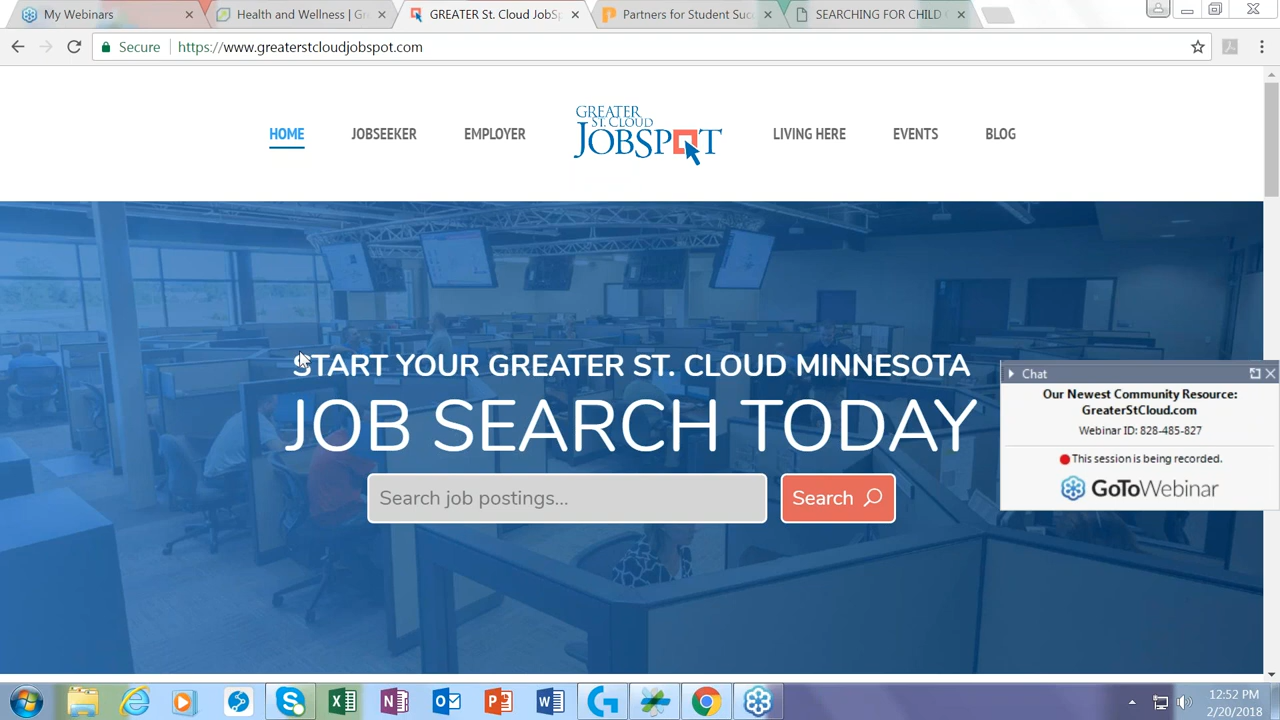 My Webinars
Health and Wellness | Gr
GREATER St. Cloud JobSp
Partners for Student Suc
SEARCHING FOR CHILD
Secure
https://www.greaterstcloudjobspot.com
HOME
JOBSEEKER
EMPLOYER
GREATER
ST. CLOUD
JOBSPOT
LIVING HERE
EVENTS
BLOG
START YOUR GREATER ST. CLOUD MINNESOTA
JOB SEARCH TODAY
Search job postings...
Search
Chat
Our Newest Community Resource:
GreaterStCloud.com
Webinar ID: 828-485-827
This session is being recorded.
GoToWebinar
12:52 PM
2/20/2018